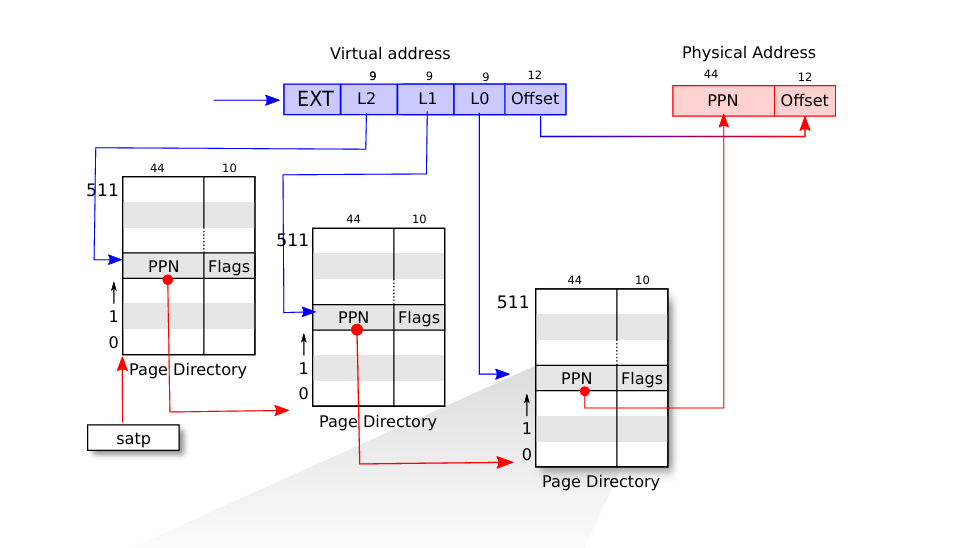 Virtual address
Physical Address
9 9 9 12
44 12
EXT L2 L1 L0 Offset
PPN Offset
44 10
511
PPN Flags
1
0
Page Directory
satp
44 10
511
PPN Flags
1
0
Page Directory
44 10
511
PPN Flags
1
0
Page Directory